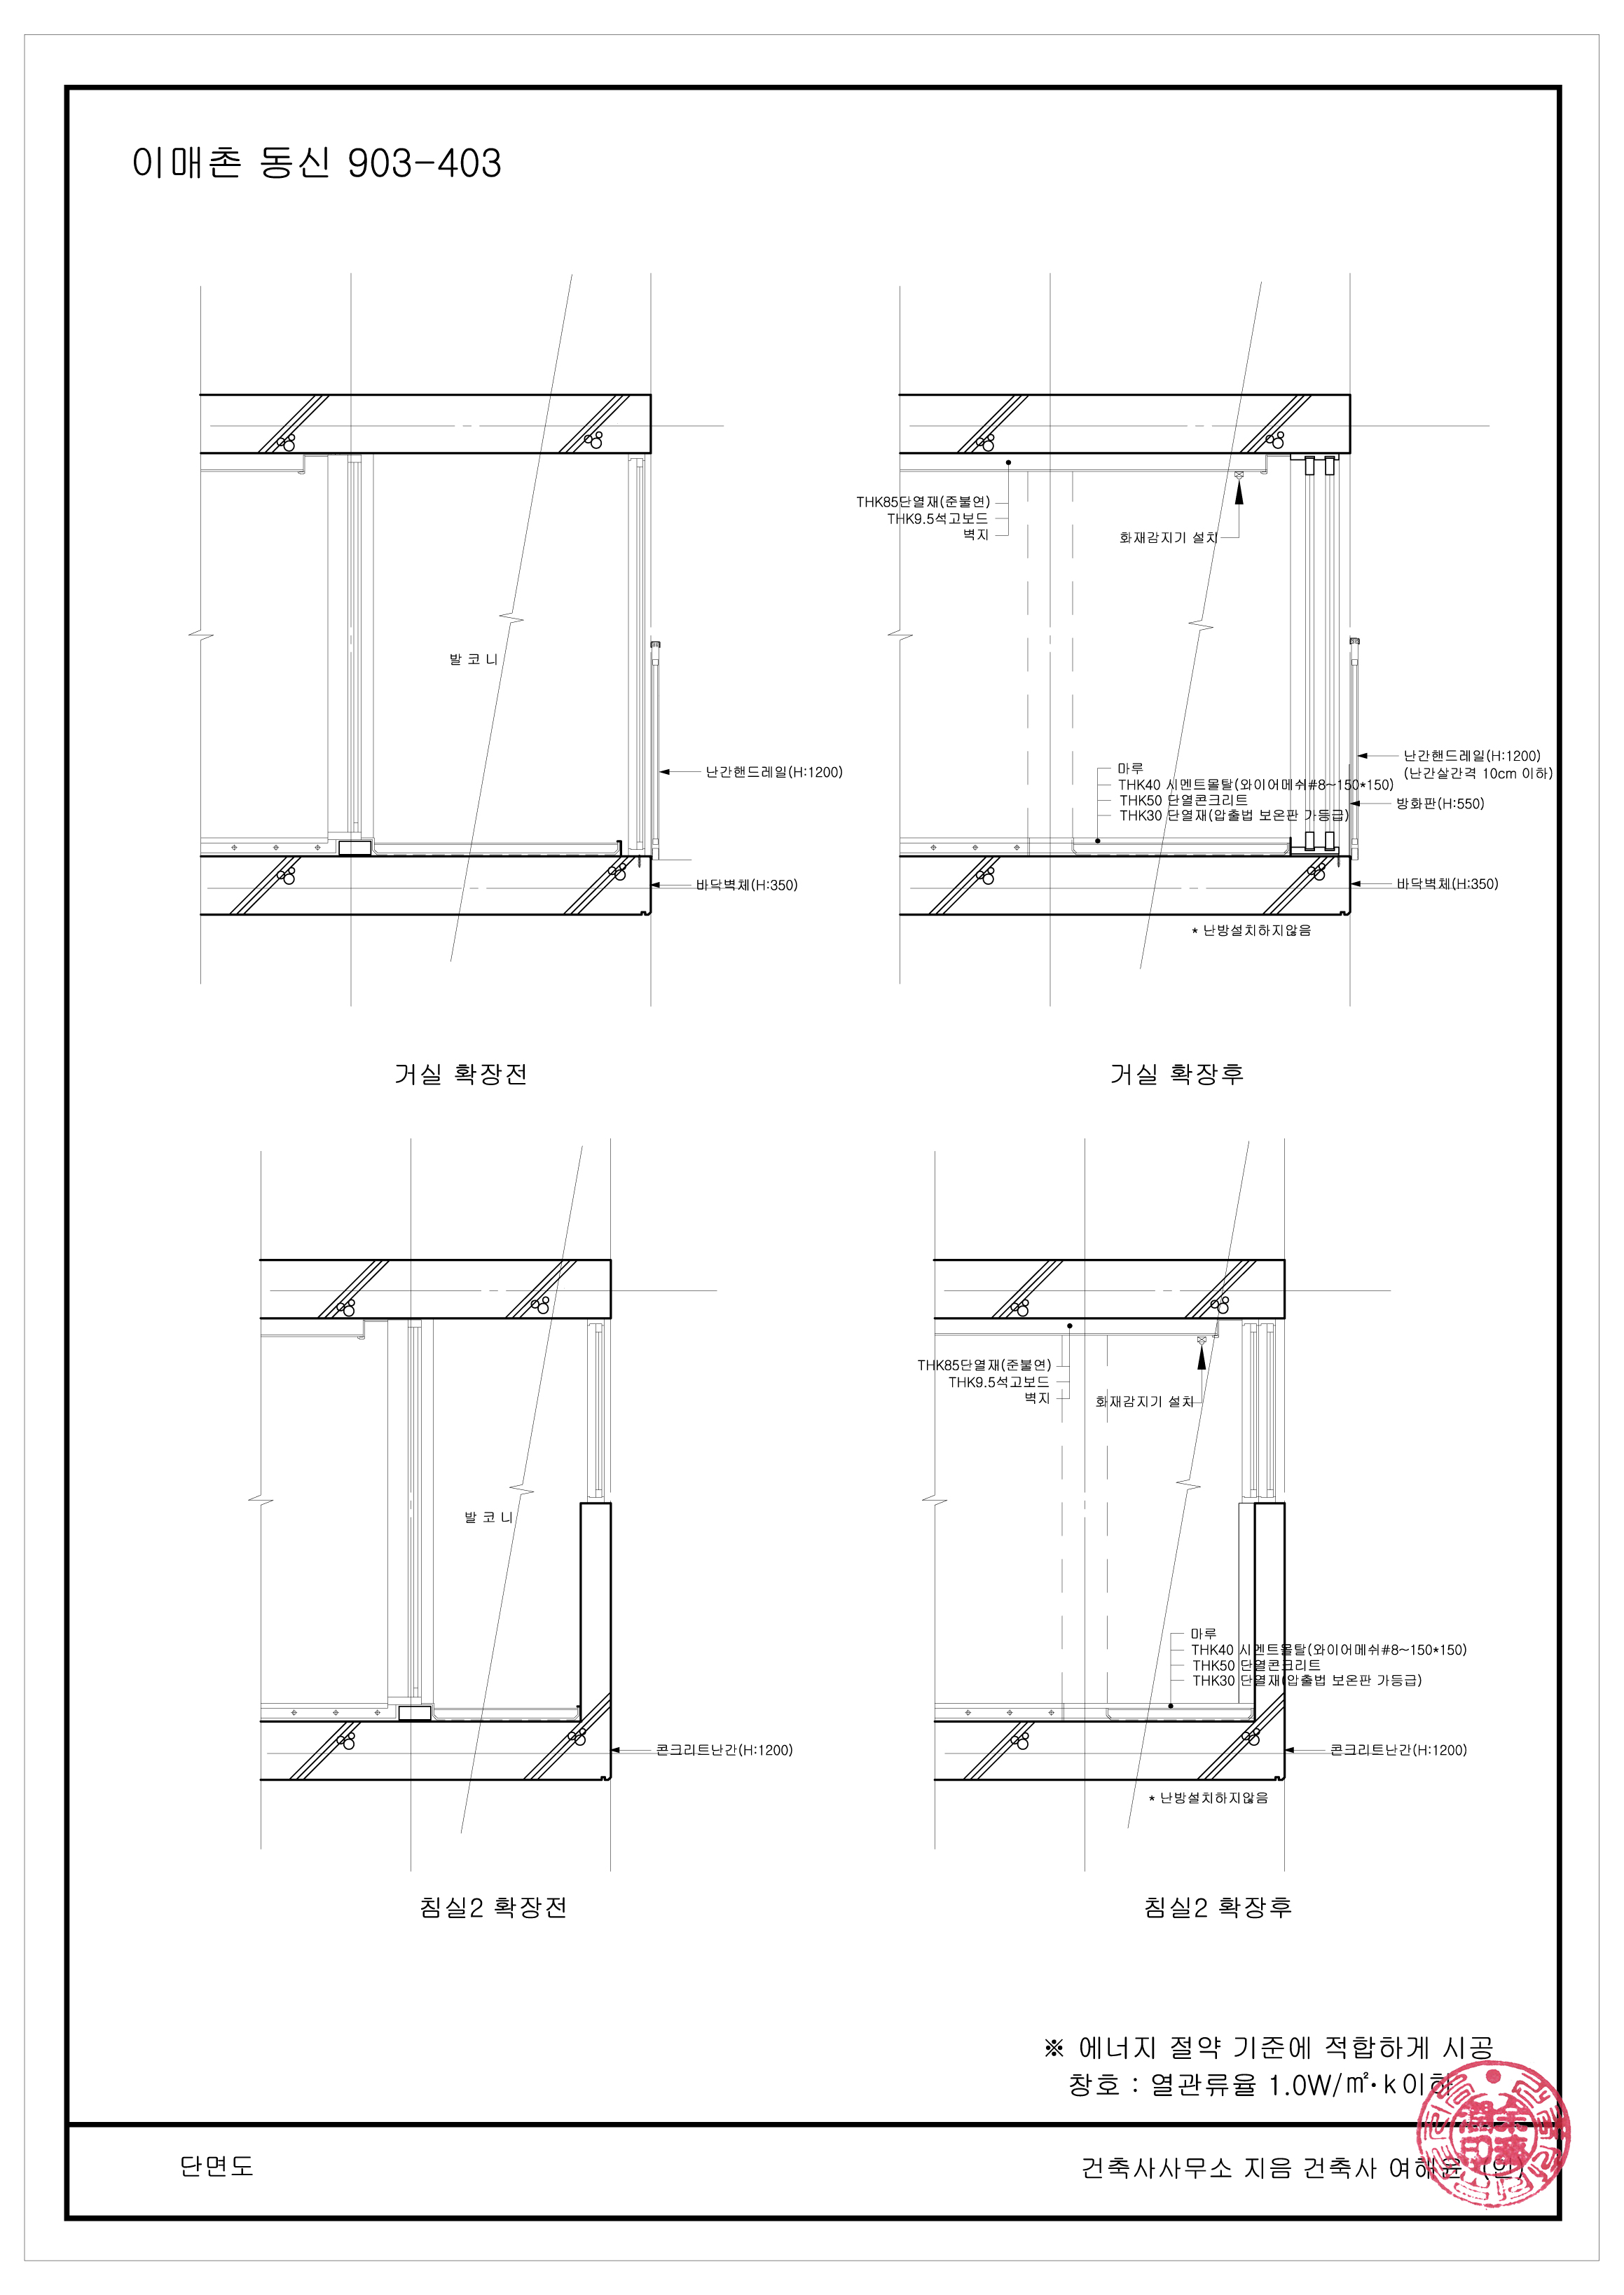 이매촌 동신 903-403
발 코 니
난간핸드레일(H:1200)
바닥벽체(H:350)
거실 확장전
THK85단열재(준불연)
THK9.5석고보드
벽지
화재감지기 설치
난간핸드레일(H:1200)
(난간살간격 10cm 이하)
방화판(H:550)
마루
THK40 시멘트몰탈(와이어메쉬#8~150*150)
THK50 단열콘크리트
THK30 단열재(압출법 보온판 가등급)
바닥벽체(H:350)
* 난방설치하지않음
거실 확장후
발 코 니
콘크리트난간(H:1200)
침실2 확장전
THK85단열재(준불연)
THK9.5석고보드
벽지
화재감지기 설치
마루
THK40 시멘트몰탈(와이어메쉬#8~150*150)
THK50 단열콘크리트
THK30 단열재(압출법 보온판 가등급)
콘크리트난간(H:1200)
* 난방설치하지않음
침실2 확장후
※ 에너지 절약 기준에 적합하게 시공
창호 : 열관류율 1.0W/㎡·k이하
단면도
건축사사무소 지음 건축사 여해윤 (인)